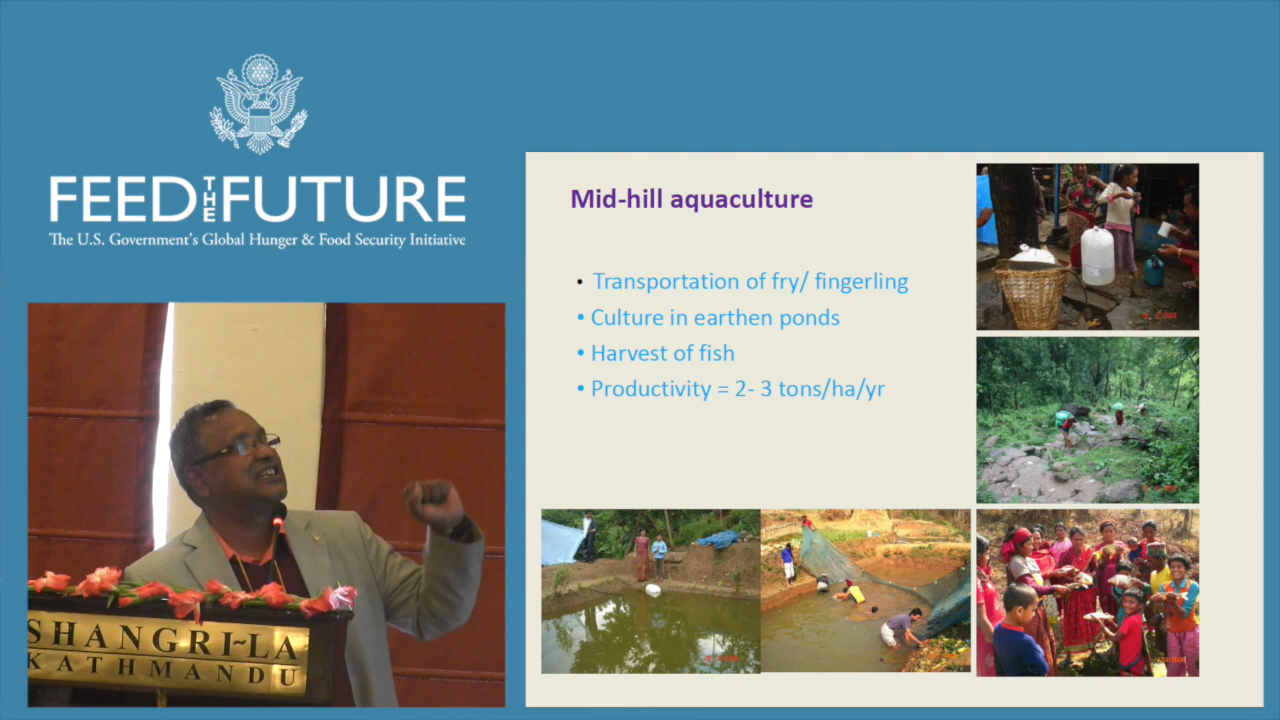 FEED THE FUTURE
The U.S. Government's Global Hunger & Food Security Initiative
Mid-hill aquaculture
• Transportation of fry/ fingerling
• Culture in earthen ponds
• Harvest of fish
• Productivity = 2- 3 tons/ha/yr
SHANGRI~LA
KATHMANDU